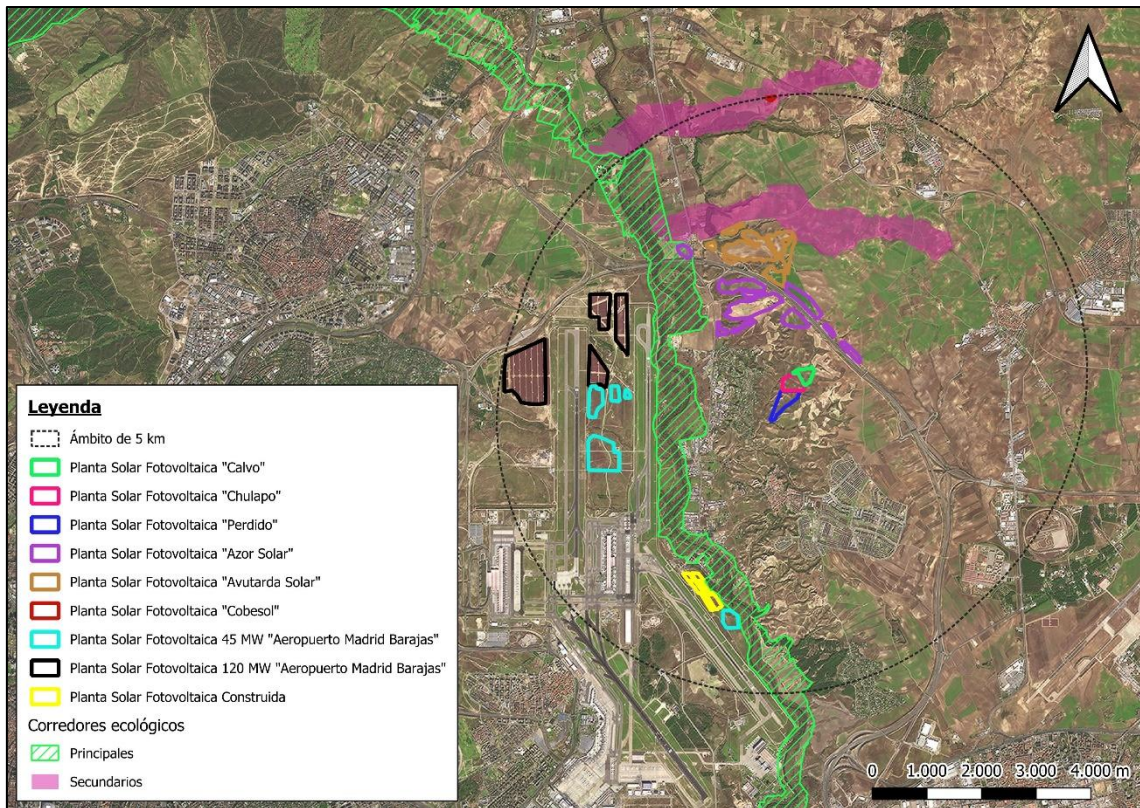 Leyenda
Ámbito de 5 km
Planta Solar Fotovoltaica "Calvo"
Planta Solar Fotovoltaica "Chulapo"
Planta Solar Fotovoltaica "Perdido"
Planta Solar Fotovoltaica "Azor Solar"
Planta Solar Fotovoltaica "Avutarda Solar"
Planta Solar Fotovoltaica "Cobesol"
Planta Solar Fotovoltaica 45 MW "Aeropuerto Madrid Barajas"
Planta Solar Fotovoltaica 120 MW "Aeropuerto Madrid Barajas"
Planta Solar Fotovoltaica Construida
Corredores ecológicos
Principales
Secundarios
0 1.000 2.000 3.000 4.000 m